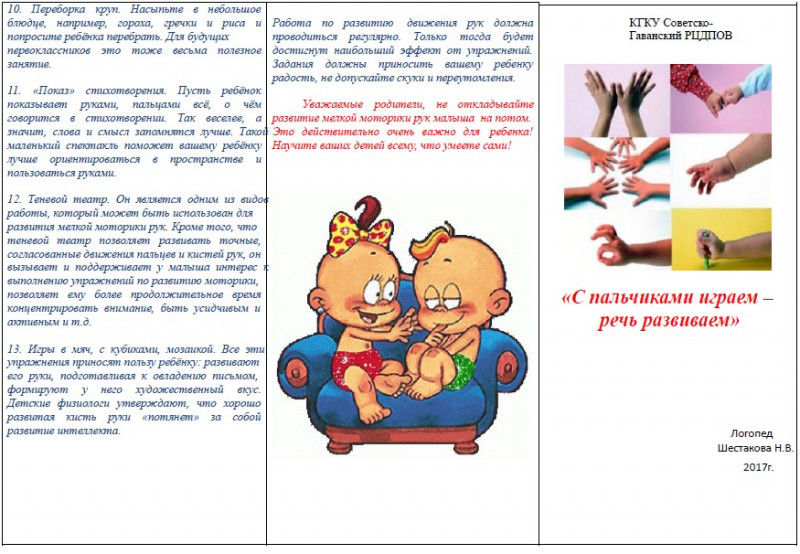 10. Переборка круп. Насыпьте в небольшое
блюдце, например, гороха, гречки и риса и
попросите ребёнка перебрать. Для будущих
первоклассников это тоже весьма полезное
занятие.
11. «Показ» стихотворения. Пусть ребёнок
показывает руками, пальцами всё, о чём
говорится в стихотворении. Так веселее, а
значит, слова и смысл запомнятся лучше. Такой
маленький спектакль поможет вашему ребёнку
лучше ориентироваться в пространстве и
пользоваться руками.
12. Теневой театр. Он является одним из видов
работы, который может быть использован для
развития мелкой моторики рук. Кроме того, что
теневой театр позволяет развивать точные,
согласованные движения пальцев и кистей рук, он
вызывает и поддерживает у малыша интерес к
выполнению упражнений по развитию моторики,
позволяет ему более продолжительное время
концентрировать внимание, быть усидчивым и
активным и т.д.
13. Игры в мяч, с кубиками, мозаикой. Все эти
упражнения приносят пользу ребёнку: развивают
его руки, подготавливая к овладению письмом,
формируют у него художественный вкус.
Детские физиологи утверждают, что хорошо
развитая кисть руки «потянет» за собой
развитие интеллекта.
Работа по развитию движения рук должна
проводиться регулярно. Только тогда будет
достигнут наибольший эффект от упражнений.
Задания должны приносить вашему ребенку
радость, не допускайте скуки и переутомления.
Уважаемые родители, не откладывайте
развитие мелкой моторики рук малыша на потом.
Это действительно очень важно для ребенка!
Научите ваших детей всему, что умеете сами!
КГКУ Советско-
Гаванский РЦДПОВ
«С пальчиками играем –
речь развиваем»
Логопед
Шестакова Н.В.
2017г.